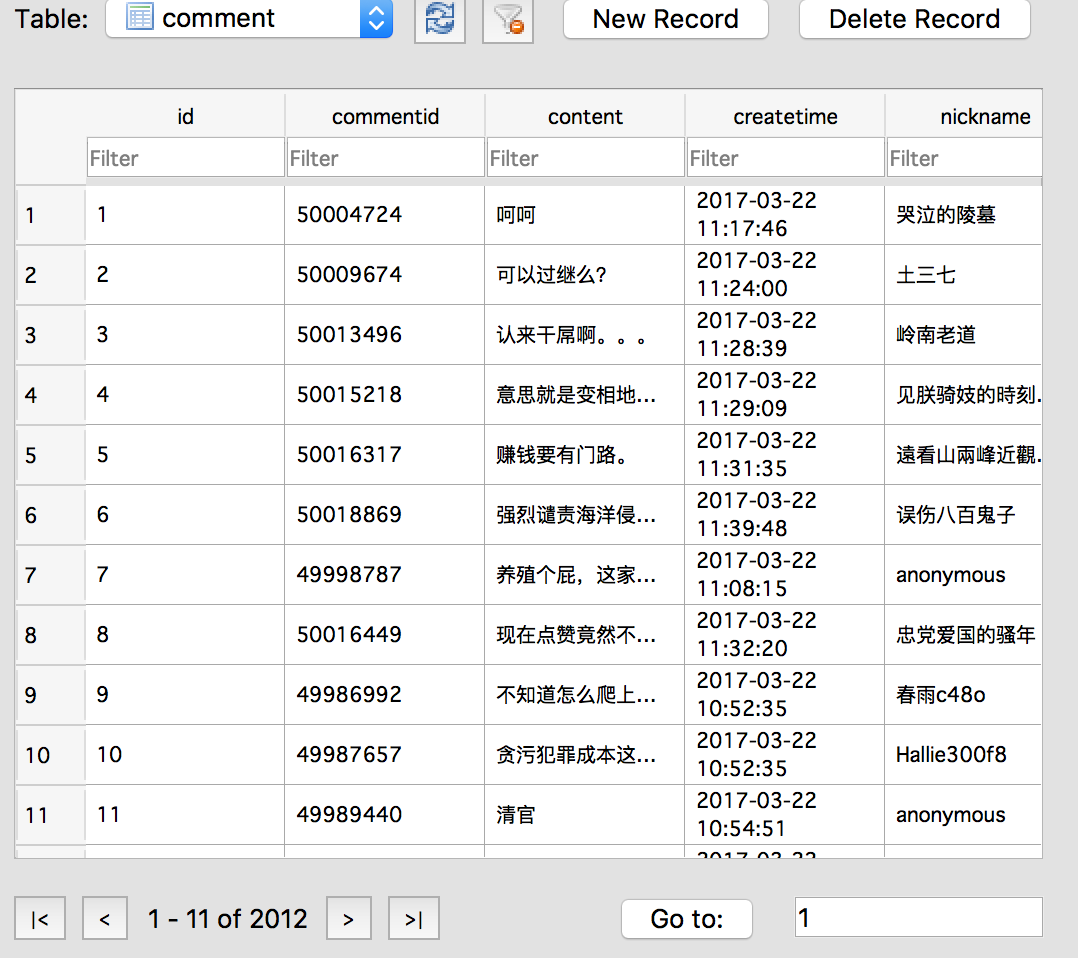 Table: comment New Record Delete Record
id commentid content createtime nickname
Filter Filter Filter Filter Filter
1 1 50004724 呵呵 2017-03-22 11:17:46 哭泣的陵墓
2 2 50009674 可以过继么? 2017-03-22 11:24:00 土三七
3 3 50013496 认来干屌啊。。。 2017-03-22 11:28:39 岭南老道
4 4 50015218 意思就是变相地... 2017-03-22 11:29:09 见朕骑妓的時刻.
5 5 50016317 赚钱要有门路。 2017-03-22 11:31:35 遠看山兩峰近觀.
6 6 50018869 强烈谴责海洋侵... 2017-03-22 11:39:48 误伤八百鬼子
7 7 49998787 养殖个屁，这家... 2017-03-22 11:08:15 anonymous
8 8 50016449 现在点赞竟然不... 2017-03-22 11:32:20 忠党爱国的骚年
9 9 49986992 不知道怎么爬上... 2017-03-22 10:52:35 春雨c48o
10 10 49987657 贪污犯罪成本这... 2017-03-22 10:52:35 Hallie300f8
11 11 49989440 清官 2017-03-22 10:54:51 anonymous
|< < 1 - 11 of 2012 > >| Go to: 1